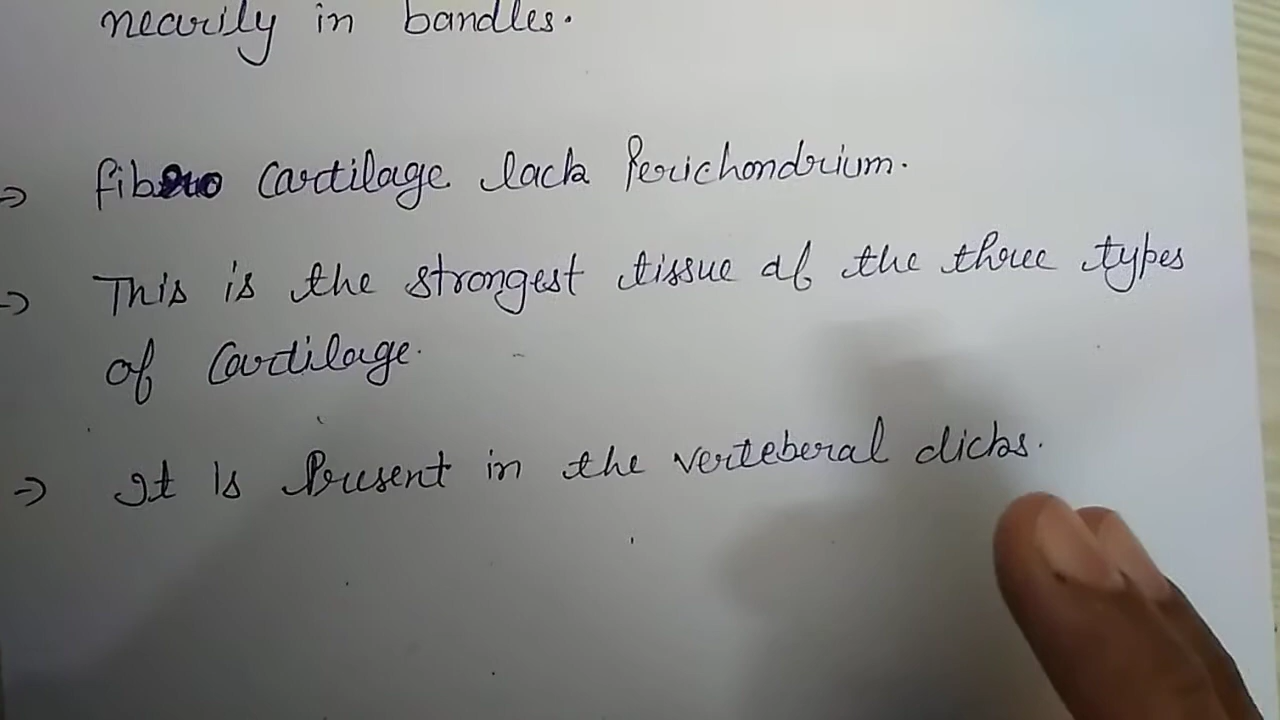 nearily in bandles.
⇒ fibro Cartilage lack Perichondrium.
⇒ This is the strongest tissue of the three types
of Cartilage.
⇒ It Is Present in the verteberal dicks.